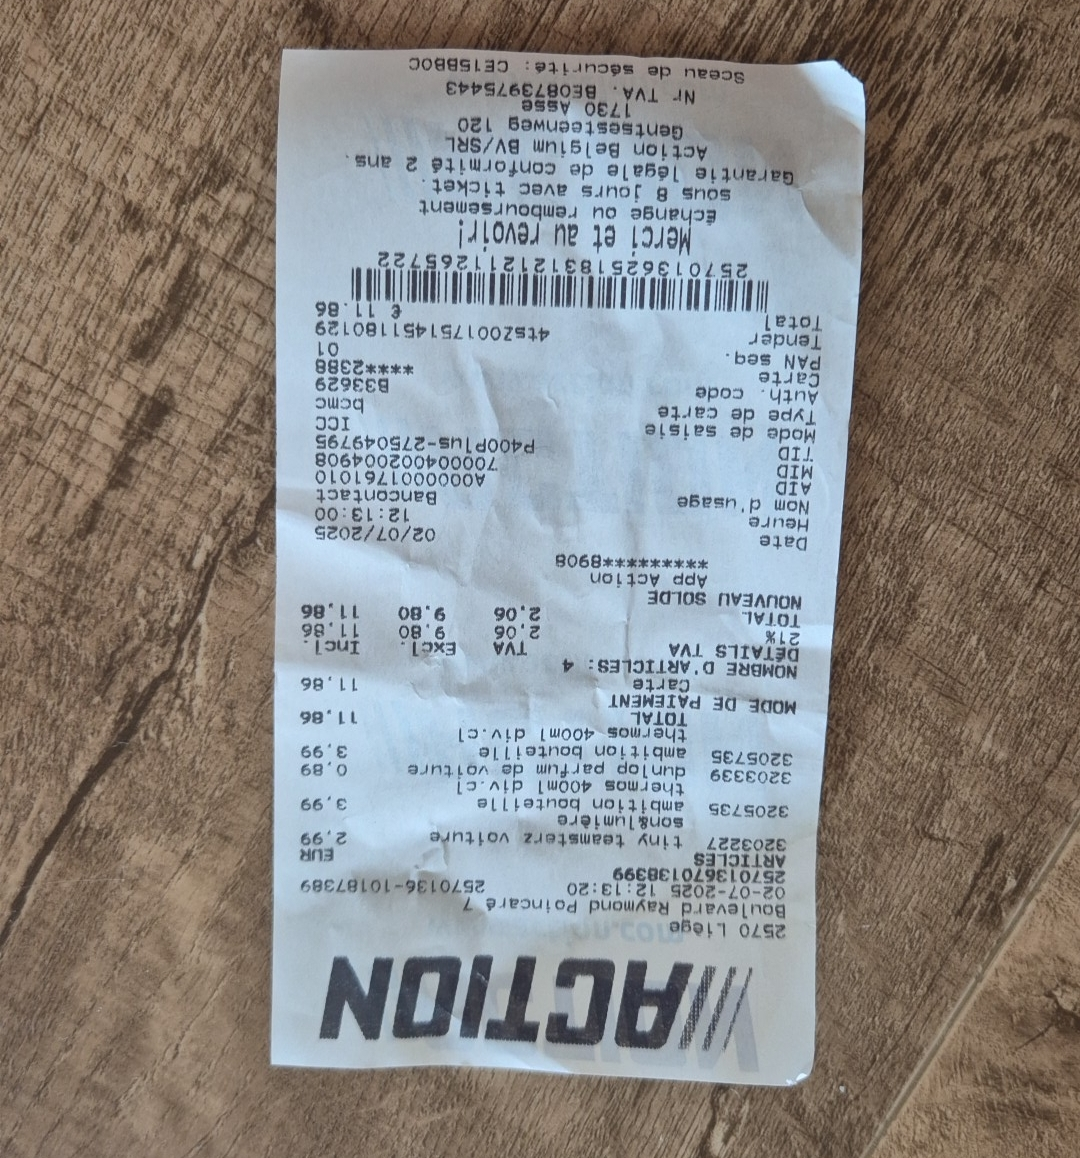 ACTION
2570 Liège
Boulevard Raymond Poincaré 7
02-07-2025 12:13:20 2570136-10187389
257013670138399
ARTICLES EUR
3203227 tiny teamsterz voiture 2,99
son&lumière
3205735 ambition bouteille 3,99
thermos 400ml div.cl
3203339 dunlop parfum de voiture 0,89
3205735 ambition bouteille 3,99
thermos 400ml div.cl
TOTAL 11,86
MODE DE PAIEMENT
Carte 11,86
NOMBRE D'ARTICLES: 4
DÉTAILS TVA TVA Excl. Incl.
21% 2,06 9,80 11,86
TOTAL 2,06 9,80 11,86
NOUVEAU SOLDE
App Action
**********8908
Date 02/07/2025
Heure 12:13:00
Nom d'usage Bancontact
AID A0000001761010
MID 7000040020004908
TID P400Plus-275049795
Mode de saisie ICC
Type de carte bcmc
Auth. code B33629
Carte ****2388
PAN seq. 01
Tender 4tsZ001751451180129
Total € 11.86
Merci et au revoir!
Échange ou remboursement
sous 8 jours avec ticket.
Garantie légale de conformité 2 ans.
Action Belgium BV/SRL
Gentsesteenweg 120
1730 Asse
Nr TVA. BE0873975443
Sceau de sécurité: CE15BB0C